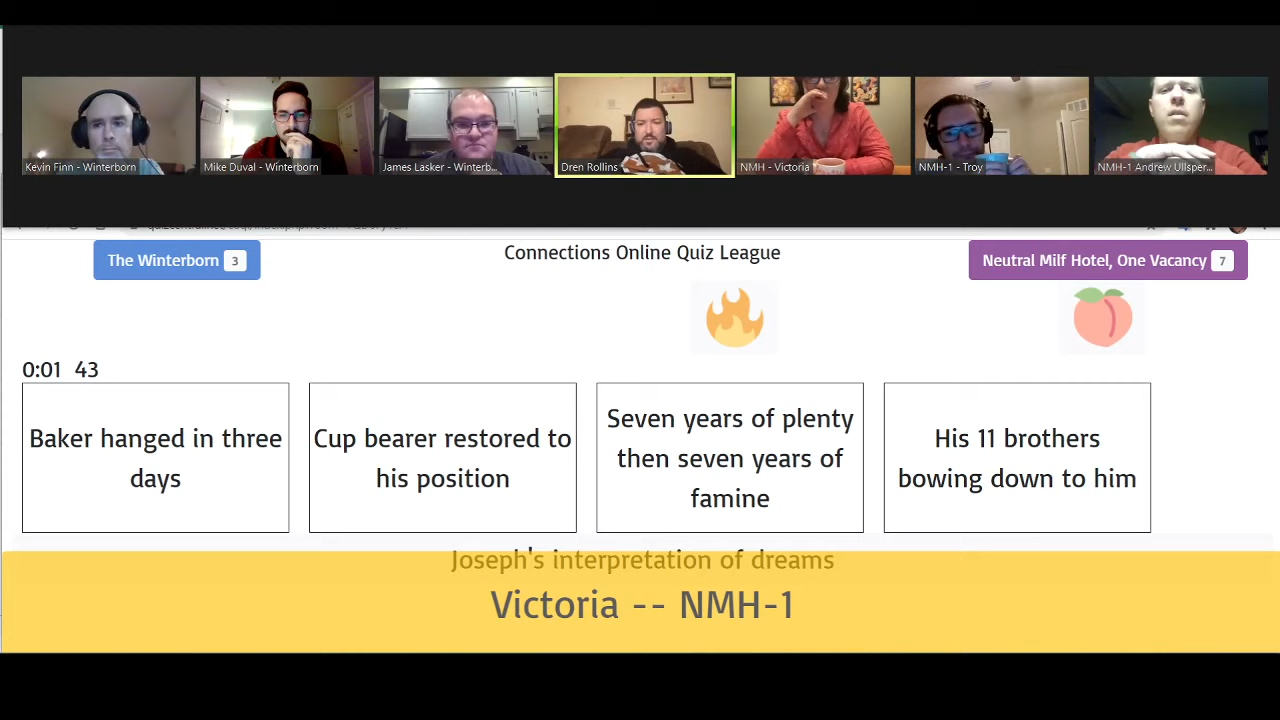 Kevin Finn - Winterborn
Mike Duval - Winterborn
James Lasker - Winterb...
Dren Rollins
NMH - Victoria
NMH-1 - Troy
NMH-1 Andrew Ullsper...
The Winterborn 3
Connections Online Quiz League
Neutral Milf Hotel, One Vacancy 7
0:01 43
Baker hanged in three
days
Cup bearer restored to
his position
Seven years of plenty
then seven years of
famine
His 11 brothers
bowing down to him
Joseph's interpretation of dreams
Victoria -- NMH-1